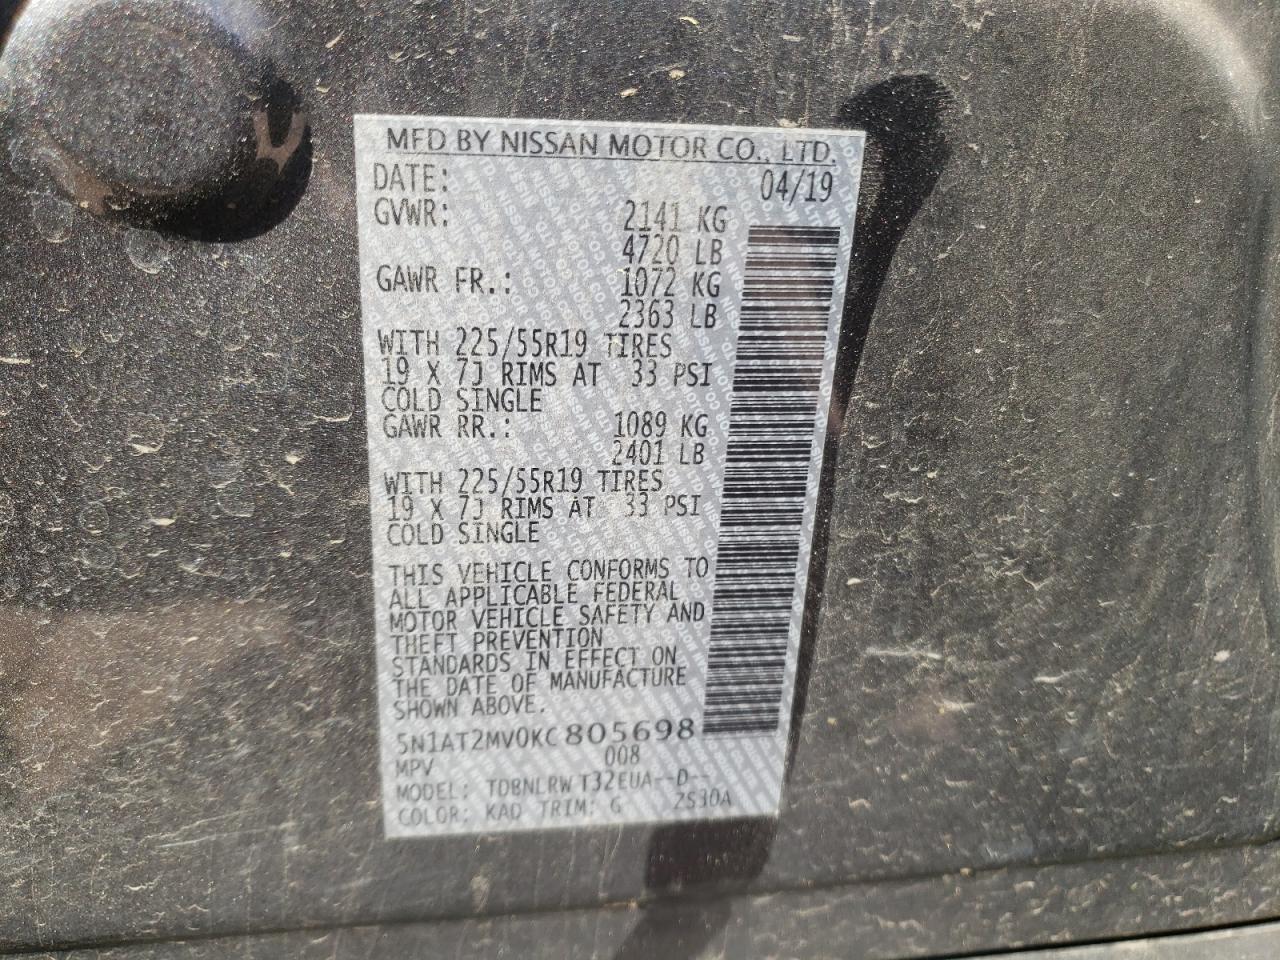 MFD BY NISSAN MOTOR CO., LTD.
DATE: 04/19
GVWR: 2141 KG
4720 LB
GAWR FR.: 1072 KG
2363 LB
WITH 225/55R19 TIRES
19 X 7J RIMS AT 33 PSI
COLD SINGLE
GAWR RR.: 1089 KG
2401 LB
WITH 225/55R19 TIRES
19 X 7J RIMS AT 33 PSI
COLD SINGLE
THIS VEHICLE CONFORMS TO
ALL APPLICABLE FEDERAL
MOTOR VEHICLE SAFETY AND
THEFT PREVENTION
STANDARDS IN EFFECT ON
THE DATE OF MANUFACTURE
SHOWN ABOVE.
5N1AT2MV0KC805698
MPV 008
MODEL: TDBNLRW T32EUA--D--
COLOR: KAD TRIM: G 2S30A